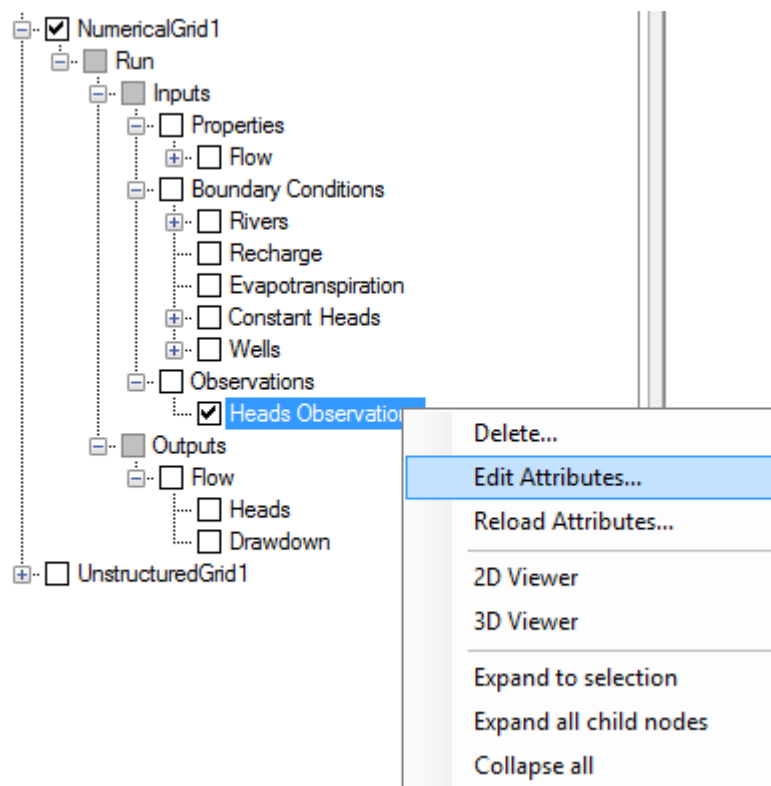 NumericalGrid1
Run
Inputs
Properties
Flow
Boundary Conditions
Rivers
Recharge
Evapotranspiration
Constant Heads
Wells
Observations
Heads
Outputs
Flow
Heads
Drawdown
UnstructuredGrid1
Delete...
Edit Attributes...
Reload Attributes...
2D Viewer
3D Viewer
Expand to selection
Expand all child nodes
Collapse all